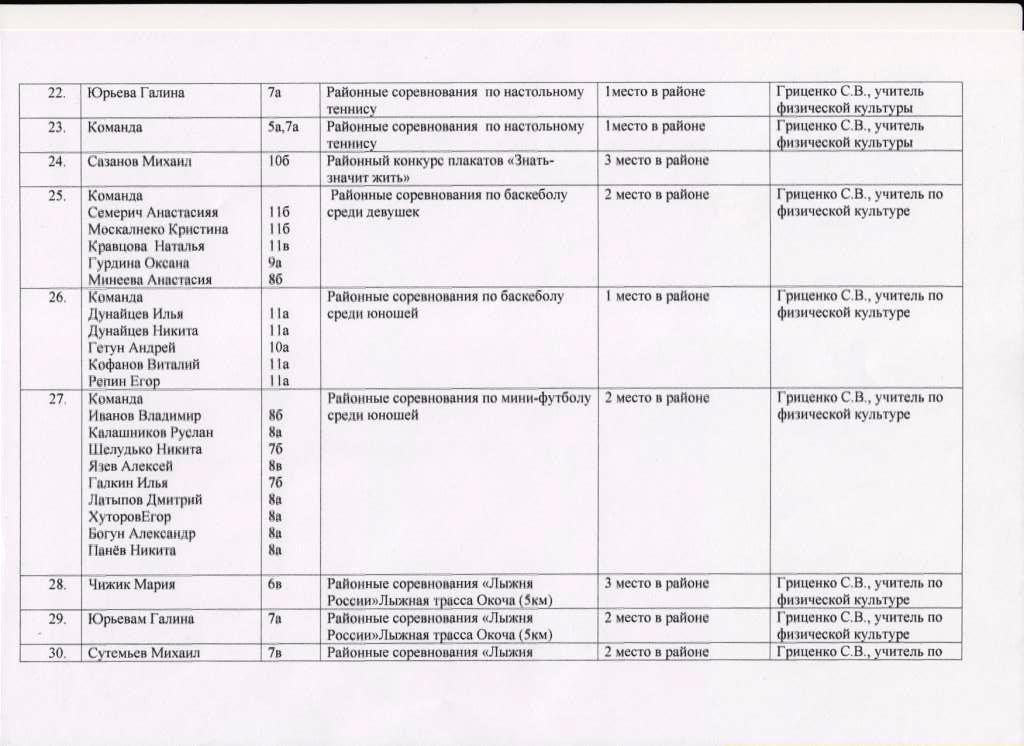 22. Юрьева Галина 7а Районные соревнования по настольному 1место в районе Гриценко С.В., учитель
теннису физической культуры
23. Команда 5а,7а Районные соревнования по настольному 1место в районе Гриценко С.В., учитель
теннису физической культуры
24. Сазанов Михаил 10б Районный конкурс плакатов «Знать- 3 место в районе
значит жить»
25. Команда Районные соревнования по баскеболу 2 место в районе Гриценко С.В., учитель по
Семерич Анастасияя 11б среди девушек физической культуре
Москалнеко Кристина 11б
Кравцова Наталья 11в
Гурдина Оксана 9а
Минеева Анастасия 8б
26. Команда Районные соревнования по баскеболу 1 место в районе Гриценко С.В., учитель по
Дунайцев Илья 11а среди юношей физической культуре
Дунайцев Никита 11а
Гетун Андрей 10а
Кофанов Виталий 11а
Репин Егор 11а
27. Команда Районные соревнования по мини-футболу 2 место в районе Гриценко С.В., учитель по
Иванов Владимир 8б среди юношей физической культуре
Калашников Руслан 8а
Шелудько Никита 7б
Язев Алексей 8в
Галкин Илья 7б
Латыпов Дмитрий 8а
ХуторовЕгор 8а
Богун Александр 8а
Панёв Никита 8а
28. Чижик Мария 6в Районные соревнования «Лыжня 3 место в районе Гриценко С.В., учитель по
России»Лыжная трасса Окоча (5км) физической культуре
29. Юрьевам Галина 7а Районные соревнования «Лыжня 2 место в районе Гриценко С.В., учитель по
России»Лыжная трасса Окоча (5км) физической культуре
30. Сутемьев Михаил 7в Районные соревнования «Лыжня 2 место в районе Гриценко С.В., учитель по